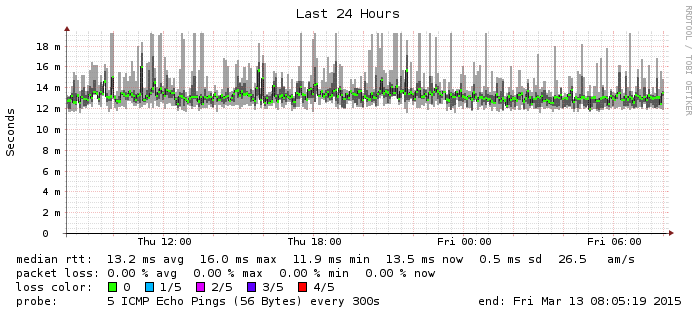 Last 24 Hours
RRDTOOL / TOBI OETIKER
Seconds
18 m
16 m
14 m
12 m
10 m
8 m
6 m
4 m
2 m
0
Thu 12:00 Thu 18:00 Fri 00:00 Fri 06:00
median rtt: 13.2 ms avg 16.0 ms max 11.9 ms min 13.5 ms now 0.5 ms sd 26.5 am/s
packet loss: 0.00 % avg 0.00 % max 0.00 % min 0.00 % now
loss color: 0 1/5 2/5 3/5 4/5
probe: 5 ICMP Echo Pings (56 Bytes) every 300s end: Fri Mar 13 08:05:19 2015